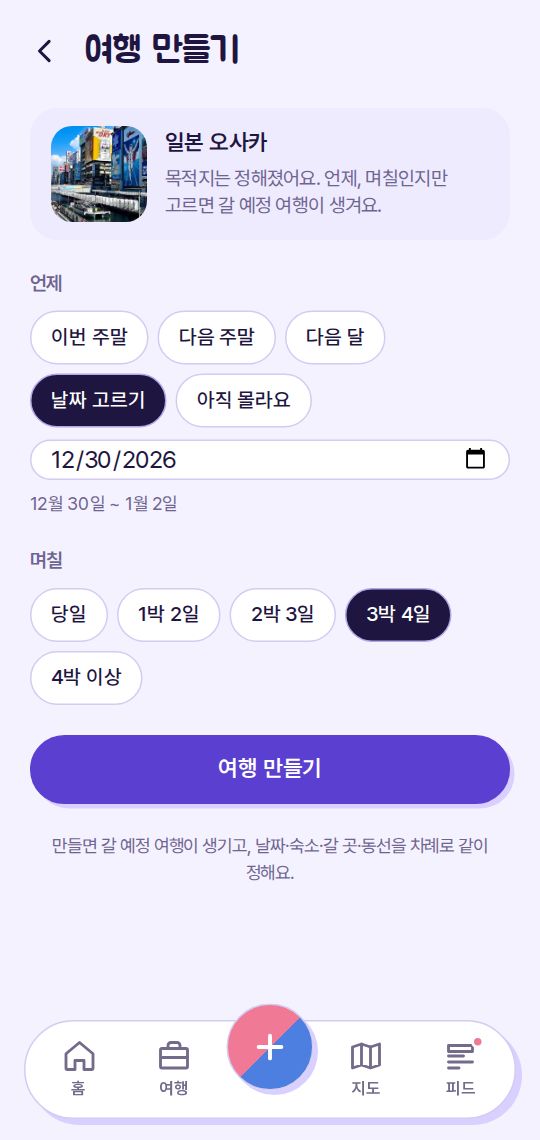 여행 만들기
일본 오사카
목적지는 정해졌어요. 언제, 며칠인지만
고르면 갈 예정 여행이 생겨요.
언제
이번 주말
다음 주말
다음 달
날짜 고르기
아직 몰라요
12/30/2026
12월 30일 ~ 1월 2일
며칠
당일
1박 2일
2박 3일
3박 4일
4박 이상
여행 만들기
만들면 갈 예정 여행이 생기고, 날짜·숙소·갈 곳·동선을 차례로 같이
정해요.
홈
여행
지도
피드